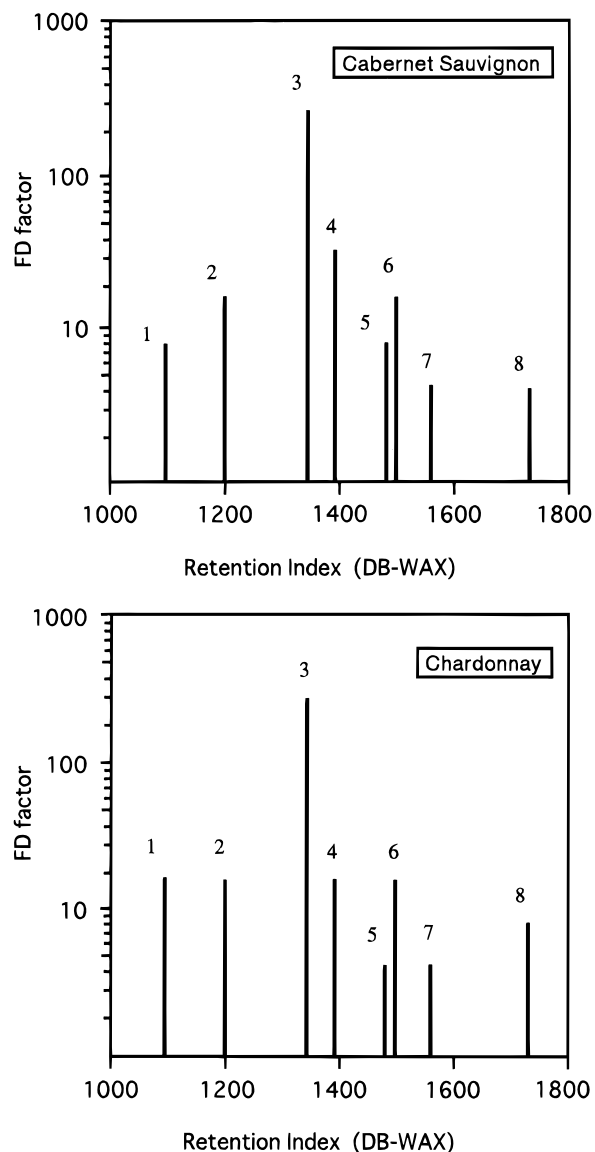 1000
Cabernet Sauvignon
3
FD factor
100
4
2
6
10
1
5
7
8
1000 1200 1400 1600 1800
Retention Index (DB-WAX)
1000
Chardonnay
3
FD factor
100
1 2 4 6
10
5 7 8
1000 1200 1400 1600 1800
Retention Index (DB-WAX)